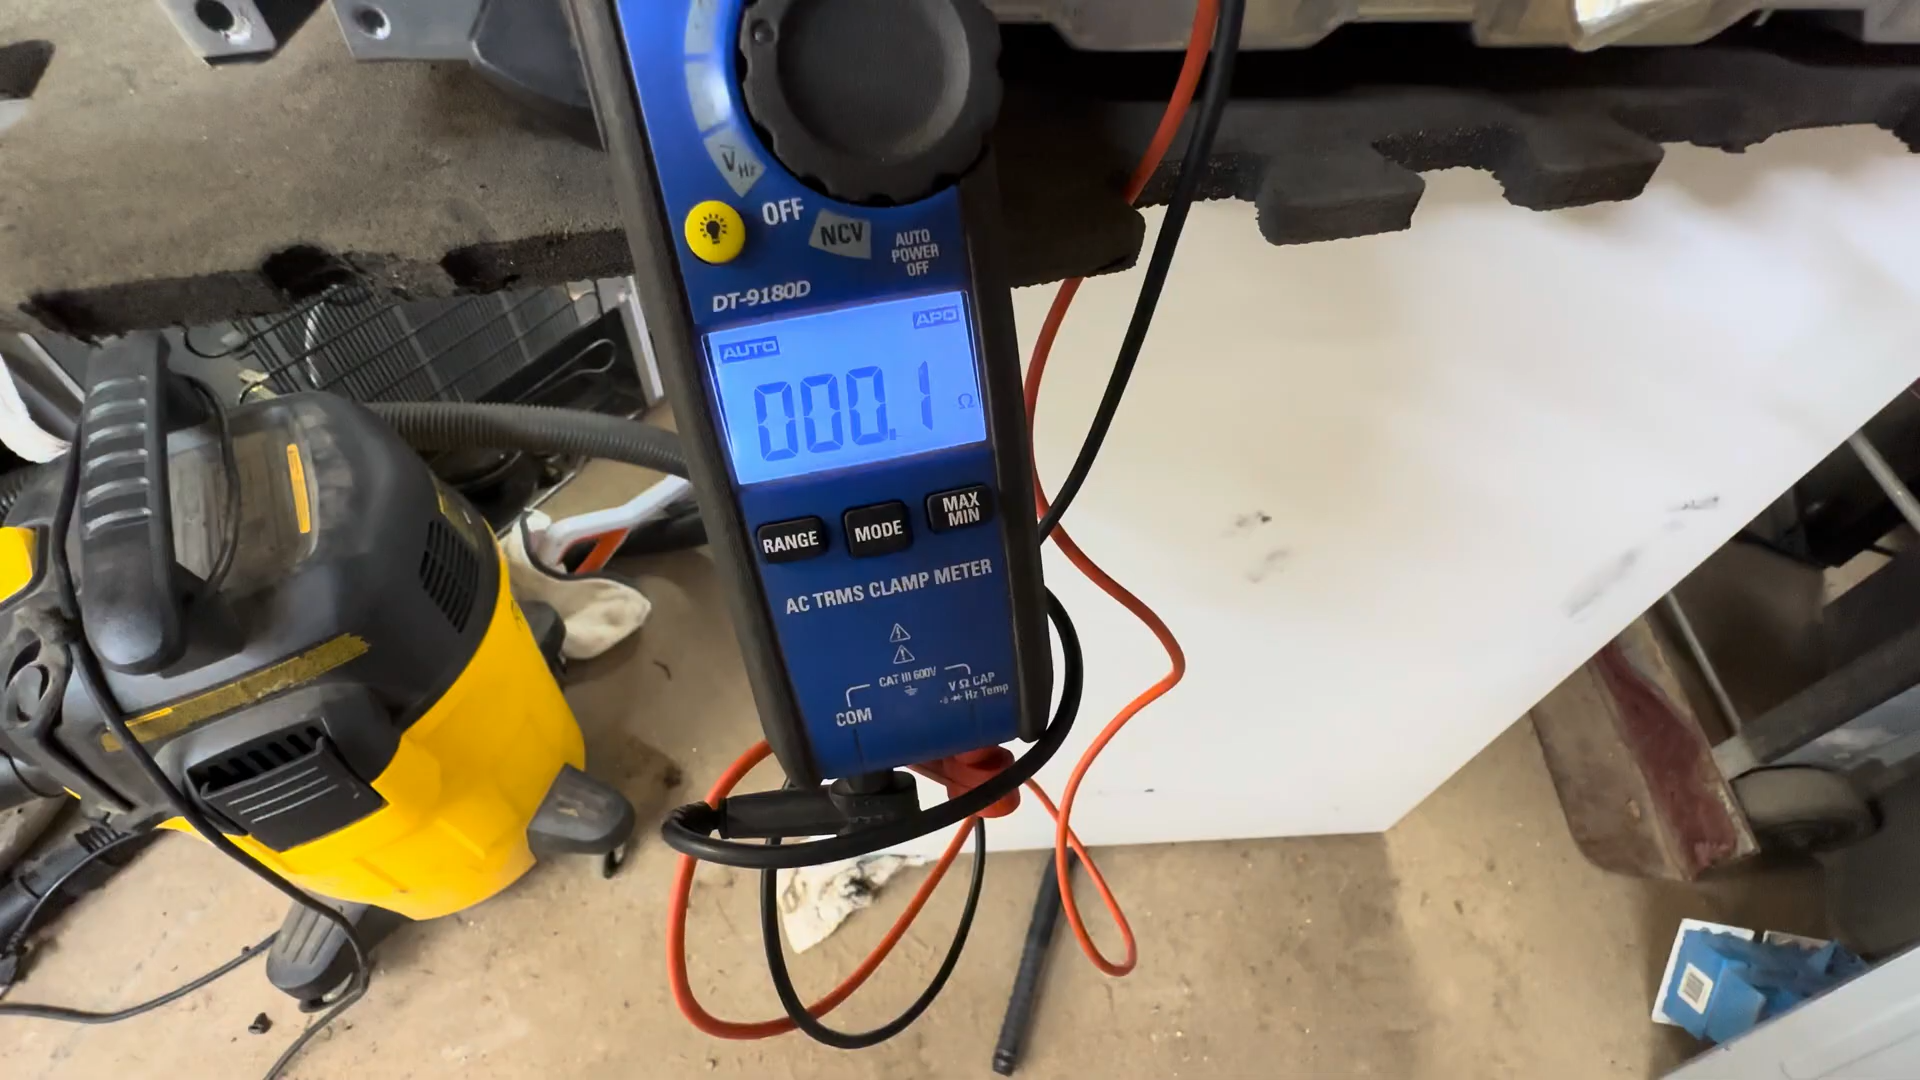 V Hz
OFF
NCV
AUTO
POWER
OFF
DT-9180D
AUTO
APO
000.1 Ω
RANGE
MODE
MAX
MIN
AC TRMS CLAMP METER
CAT III 600V
COM
V Ω CAP
Hz Temp